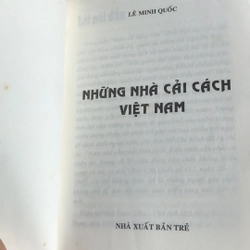 LÊ MINH QUỐC
NHỮNG NHÀ CẢI CÁCH
VIỆT NAM
NHÀ XUẤT BẢN TRẺ